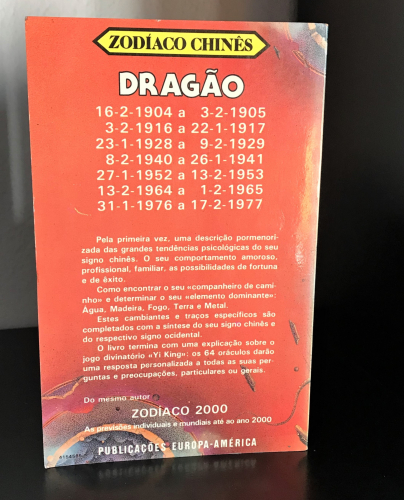 ZODÍACO CHINÊS
DRAGÃO
16-2-1904 a 3-2-1905
3-2-1916 a 22-1-1917
23-1-1928 a 9-2-1929
8-2-1940 a 26-1-1941
27-1-1952 a 13-2-1953
13-2-1964 a 1-2-1965
31-1-1976 a 17-2-1977
Pela primeira vez, uma descrição pormenori-
zada das grandes tendências psicológicas do seu
signo chinês. O seu comportamento amoroso,
profissional, familiar, as possibilidades de fortuna
e de êxito.
Como encontrar o seu «companheiro de cami-
nho» e determinar o seu «elemento dominante»:
Água, Madeira, Fogo, Terra e Metal.
Estes cambiantes e traços específicos são
completados com a síntese do seu signo chinês e
do respectivo signo ocidental.
O livro termina com uma explicação sobre o
jogo divinatório «Yi King»: os 64 oráculos darão
uma resposta personalizada a todas as suas per-
guntas e preocupações, particulares ou gerais.
Do mesmo autor
ZODÍACO 2000
As previsões individuais e mundiais até ao ano 2000
PUBLICAÇÕES EUROPA-AMÉRICA